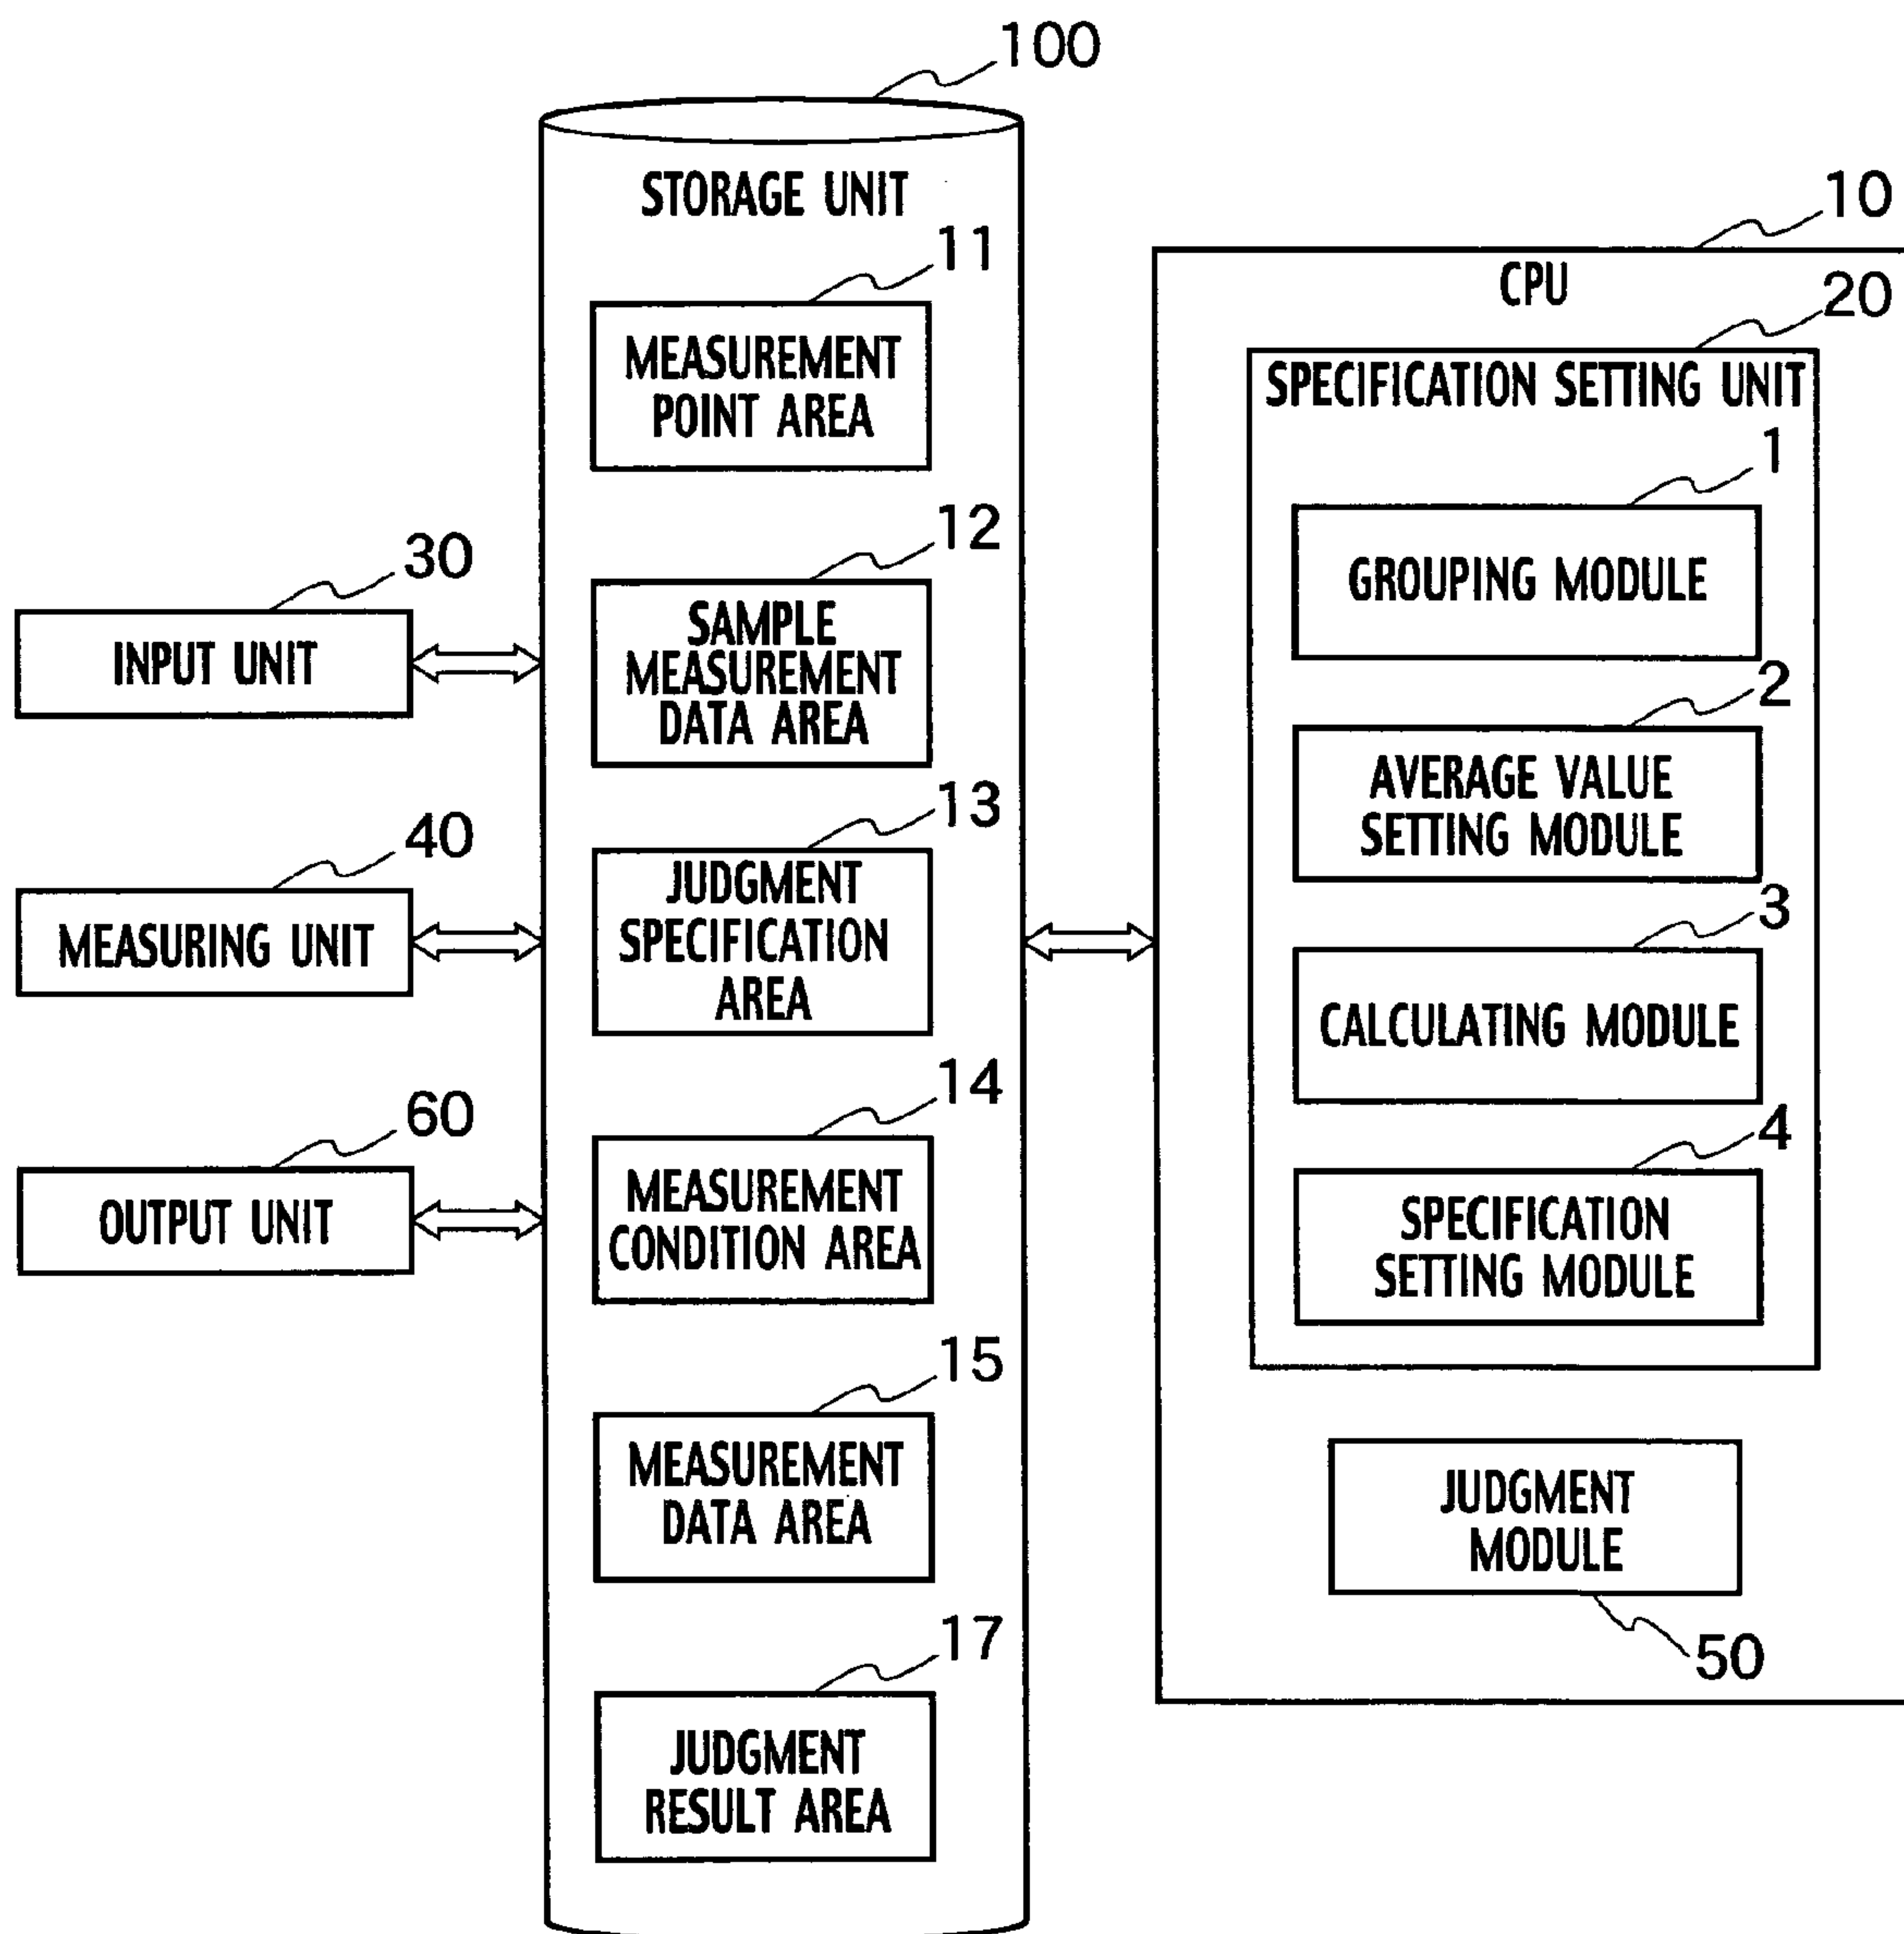 100
STORAGE UNIT
11
MEASUREMENT
POINT AREA
12
SAMPLE
MEASUREMENT
DATA AREA
13
JUDGMENT
SPECIFICATION
AREA
14
MEASUREMENT
CONDITION AREA
15
MEASUREMENT
DATA AREA
17
JUDGMENT
RESULT AREA
30
INPUT UNIT
40
MEASURING UNIT
60
OUTPUT UNIT
10
CPU
20
SPECIFICATION SETTING UNIT
1
GROUPING MODULE
2
AVERAGE VALUE
SETTING MODULE
3
CALCULATING MODULE
4
SPECIFICATION
SETTING MODULE
JUDGMENT
MODULE
50